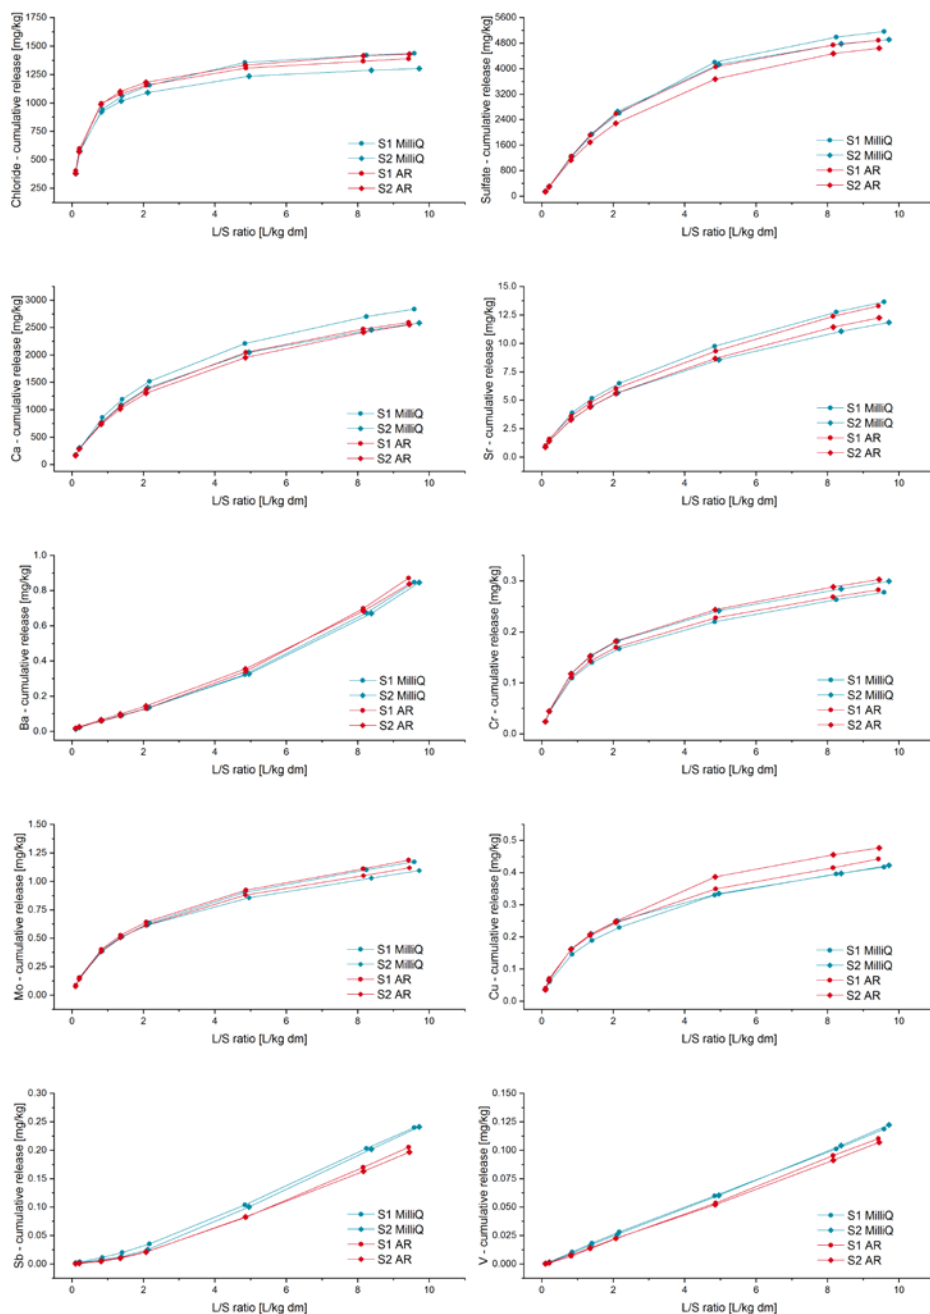 Chloride - cumulative release [mg/kg]
1750
1500
1250
1000
750
500
250
0 2 4 6 8 10
L/S ratio [L/kg dm]
S1 MilliQ
S2 MilliQ
S1 AR
S2 AR
Sulfate - cumulative release [mg/kg]
5600
4800
4000
3200
2400
1600
800
0
0 2 4 6 8 10
L/S ratio [L/kg dm]
S1 MilliQ
S2 MilliQ
S1 AR
S2 AR
Ca - cumulative release [mg/kg]
3000
2500
2000
1500
1000
500
0
0 2 4 6 8 10
L/S ratio [L/kg dm]
S1 MilliQ
S2 MilliQ
S1 AR
S2 AR
Sr - cumulative release [mg/kg]
15.0
12.5
10.0
7.5
5.0
2.5
0.0
0 2 4 6 8 10
L/S ratio [L/kg dm]
S1 MilliQ
S2 MilliQ
S1 AR
S2 AR
Ba - cumulative release [mg/kg]
1.0
0.8
0.6
0.4
0.2
0.0
0 2 4 6 8 10
L/S ratio [L/kg dm]
S1 MilliQ
S2 MilliQ
S1 AR
S2 AR
Cr - cumulative release [mg/kg]
0.3
0.2
0.1
0.0
0 2 4 6 8 10
L/S ratio [L/kg dm]
S1 MilliQ
S2 MilliQ
S1 AR
S2 AR
Mo - cumulative release [mg/kg]
1.50
1.25
1.00
0.75
0.50
0.25
0.00
0 2 4 6 8 10
L/S ratio [L/kg dm]
S1 MilliQ
S2 MilliQ
S1 AR
S2 AR
Cu - cumulative release [mg/kg]
0.5
0.4
0.3
0.2
0.1
0.0
0 2 4 6 8 10
L/S ratio [L/kg dm]
S1 MilliQ
S2 MilliQ
S1 AR
S2 AR
Sb - cumulative release [mg/kg]
0.30
0.25
0.20
0.15
0.10
0.05
0.00
0 2 4 6 8 10
L/S ratio [L/kg dm]
S1 MilliQ
S2 MilliQ
S1 AR
S2 AR
V - cumulative release [mg/kg]
0.150
0.125
0.100
0.075
0.050
0.025
0.000
0 2 4 6 8 10
L/S ratio [L/kg dm]
S1 MilliQ
S2 MilliQ
S1 AR
S2 AR